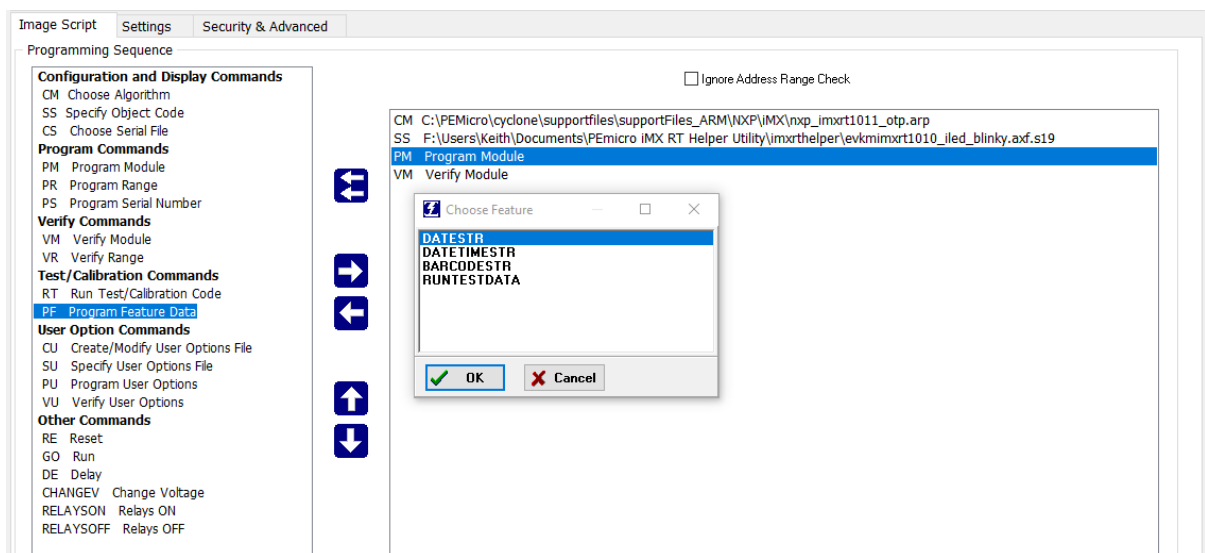 Image Script Settings Security & Advanced
Programming Sequence
Configuration and Display Commands
CM Choose Algorithm
SS Specify Object Code
CS Choose Serial File
Program Commands
PM Program Module
PR Program Range
PS Program Serial Number
Verify Commands
VM Verify Module
VR Verify Range
Test/Calibration Commands
RT Run Test/Calibration Code
PF Program Feature Data
User Option Commands
CU Create/Modify User Options File
SU Specify User Options File
PU Program User Options
VU Verify User Options
Other Commands
RE Reset
GO Run
DE Delay
CHANGEV Change Voltage
RELAYSON Relays ON
RELAYSOFF Relays OFF
Ignore Address Range Check
CM C:\PEMicro\cyclone\supportfiles\supportFiles_ARM\NXP\iMX\nxp_imxrt1011_otp.arp
SS F:\Users\Keith\Documents\PEmicro iMX RT Helper Utility\imxrthelper\evkmimxrt1010_iled_blinky.axf.s19
PM Program Module
VM Verify Module
Choose Feature
DATESTR
DATETIMESTR
BARCODESTR
RUNTESTDATA
OK Cancel